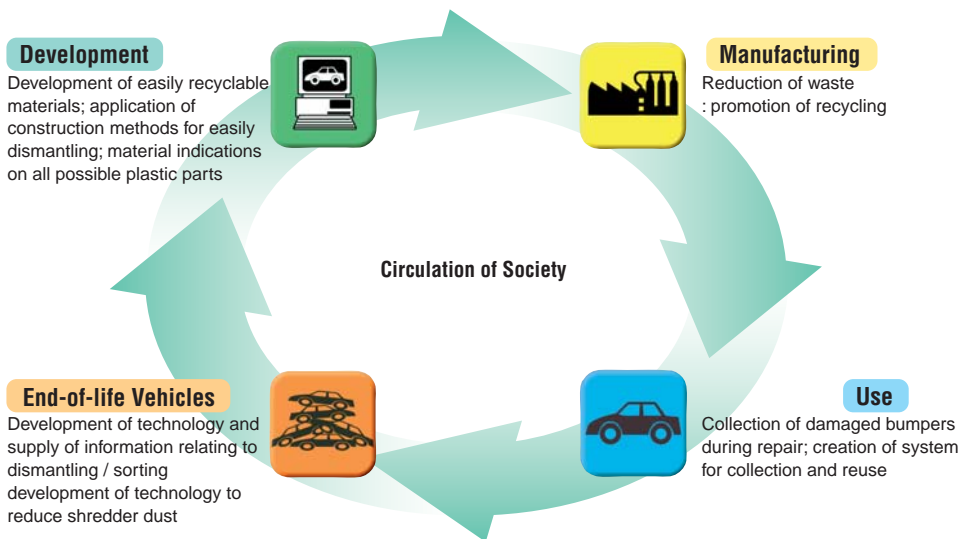 Development
Development of easily recyclable
materials; application of
construction methods for easily
dismantling; material indications
on all possible plastic parts
Manufacturing
Reduction of waste
: promotion of recycling
Circulation of Society
End-of-life Vehicles
Development of technology and
supply of information relating to
dismantling / sorting
development of technology to
reduce shredder dust
Use
Collection of damaged bumpers
during repair; creation of system
for collection and reuse